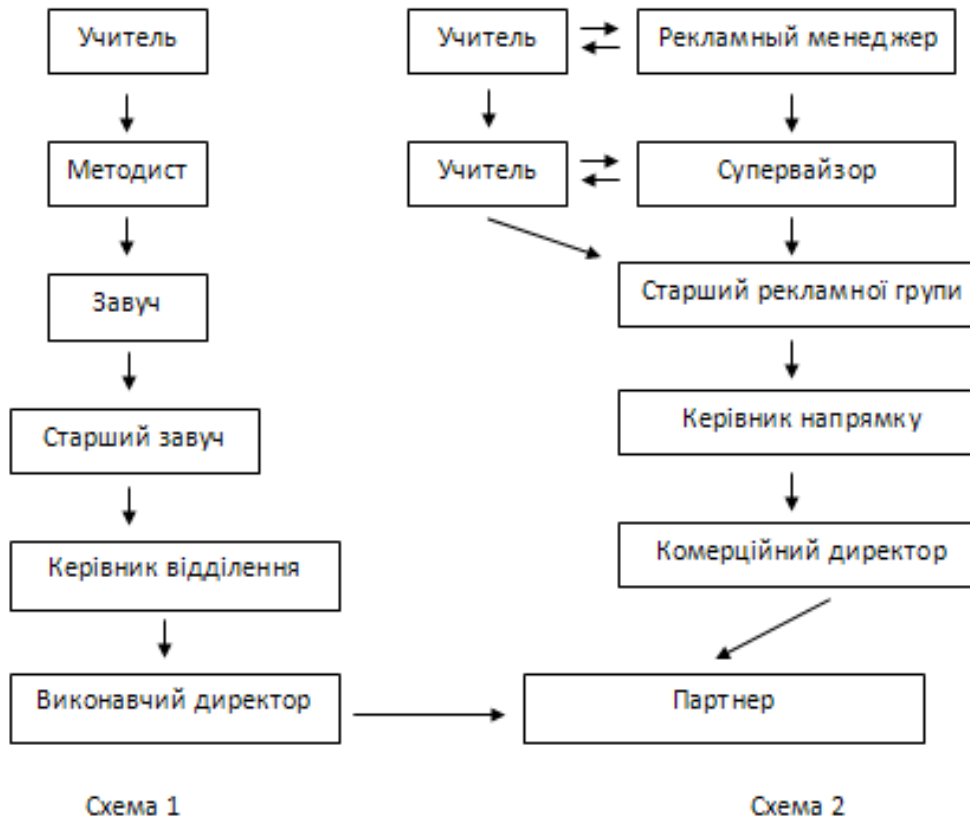 Учитель
Методист
Завуч
Старший завуч
Керівник відділення
Виконавчий директор
Схема 1
Учитель
Рекламный менеджер
Учитель
Супервайзор
Старший рекламної групи
Керівник напрямку
Комерційний директор
Партнер
Схема 2